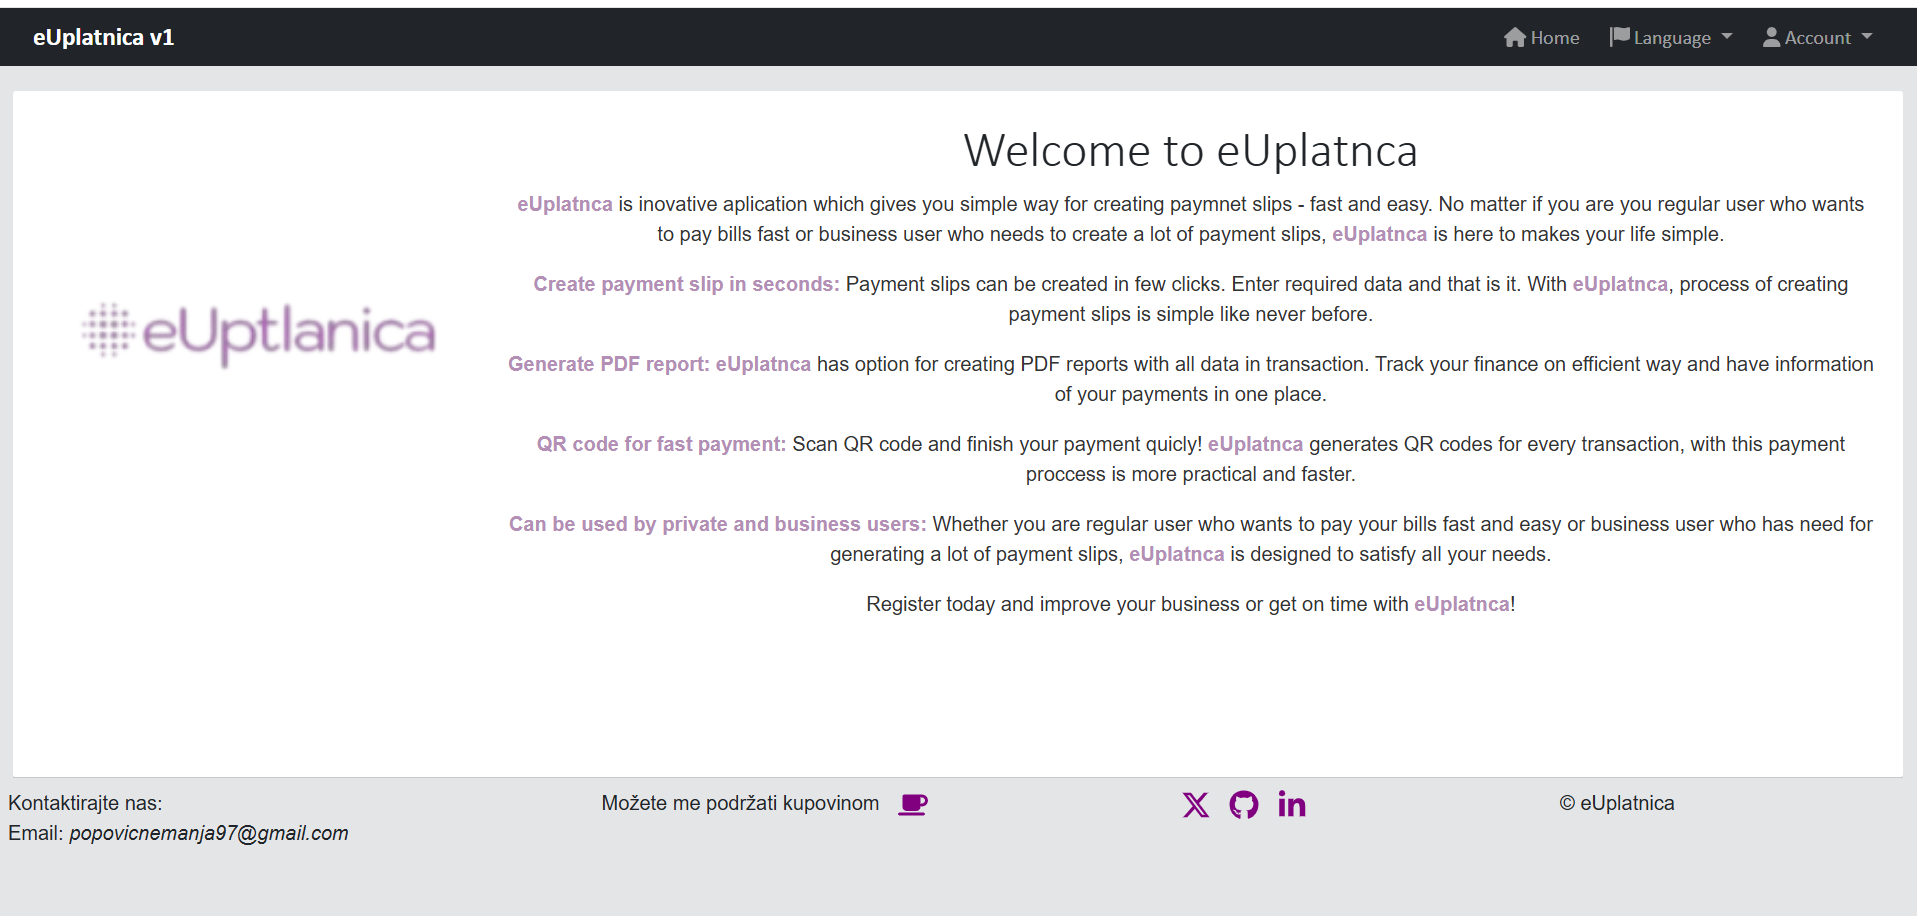 eUplatnica v1
Home
Language
Account
Welcome to eUplatnca
eUplatnca is inovative aplication which gives you simple way for creating paymnet slips - fast and easy. No matter if you are you regular user who wants
to pay bills fast or business user who needs to create a lot of payment slips, eUplatnca is here to makes your life simple.
Create payment slip in seconds: Payment slips can be created in few clicks. Enter required data and that is it. With eUplatnca, process of creating
payment slips is simple like never before.
eUptlanica
Generate PDF report: eUplatnca has option for creating PDF reports with all data in transaction. Track your finance on efficient way and have information
of your payments in one place.
QR code for fast payment: Scan QR code and finish your payment quicly! eUplatnca generates QR codes for every transaction, with this payment
proccess is more practical and faster.
Can be used by private and business users: Whether you are regular user who wants to pay your bills fast and easy or business user who has need for
generating a lot of payment slips, eUplatnca is designed to satisfy all your needs.
Register today and improve your business or get on time with eUplatnca!
Kontaktirajte nas:
Email: popovicnemanja97@gmail.com
Možete me podržati kupovinom
© eUplatnica